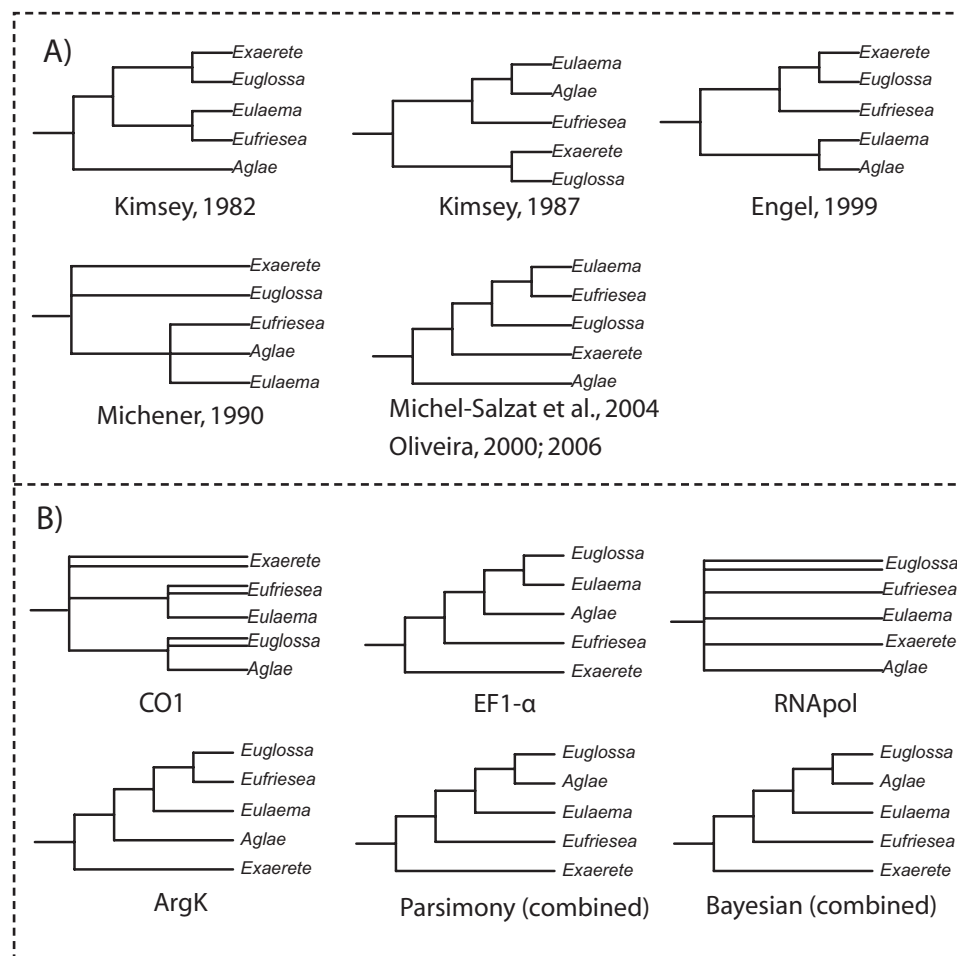 A)
Exaerete
Euglossa
Eulaema
Eufriesea
Aglae
Kimsey, 1982
Eulaema
Aglae
Eufriesea
Exaerete
Euglossa
Kimsey, 1987
Exaerete
Euglossa
Eufriesea
Eulaema
Aglae
Engel, 1999
Exaerete
Euglossa
Eufriesea
Aglae
Eulaema
Michener, 1990
Eulaema
Eufriesea
Euglossa
Exaerete
Aglae
Michel-Salzat et al., 2004
Oliveira, 2000; 2006
B)
Exaerete
Eufriesea
Eulaema
Euglossa
Aglae
CO1
Euglossa
Eulaema
Aglae
Eufriesea
Exaerete
EF1-α
Euglossa
Eufriesea
Eulaema
Exaerete
Aglae
RNApol
Euglossa
Eufriesea
Eulaema
Aglae
Exaerete
ArgK
Euglossa
Aglae
Eulaema
Eufriesea
Exaerete
Parsimony (combined)
Euglossa
Aglae
Eulaema
Eufriesea
Exaerete
Bayesian (combined)